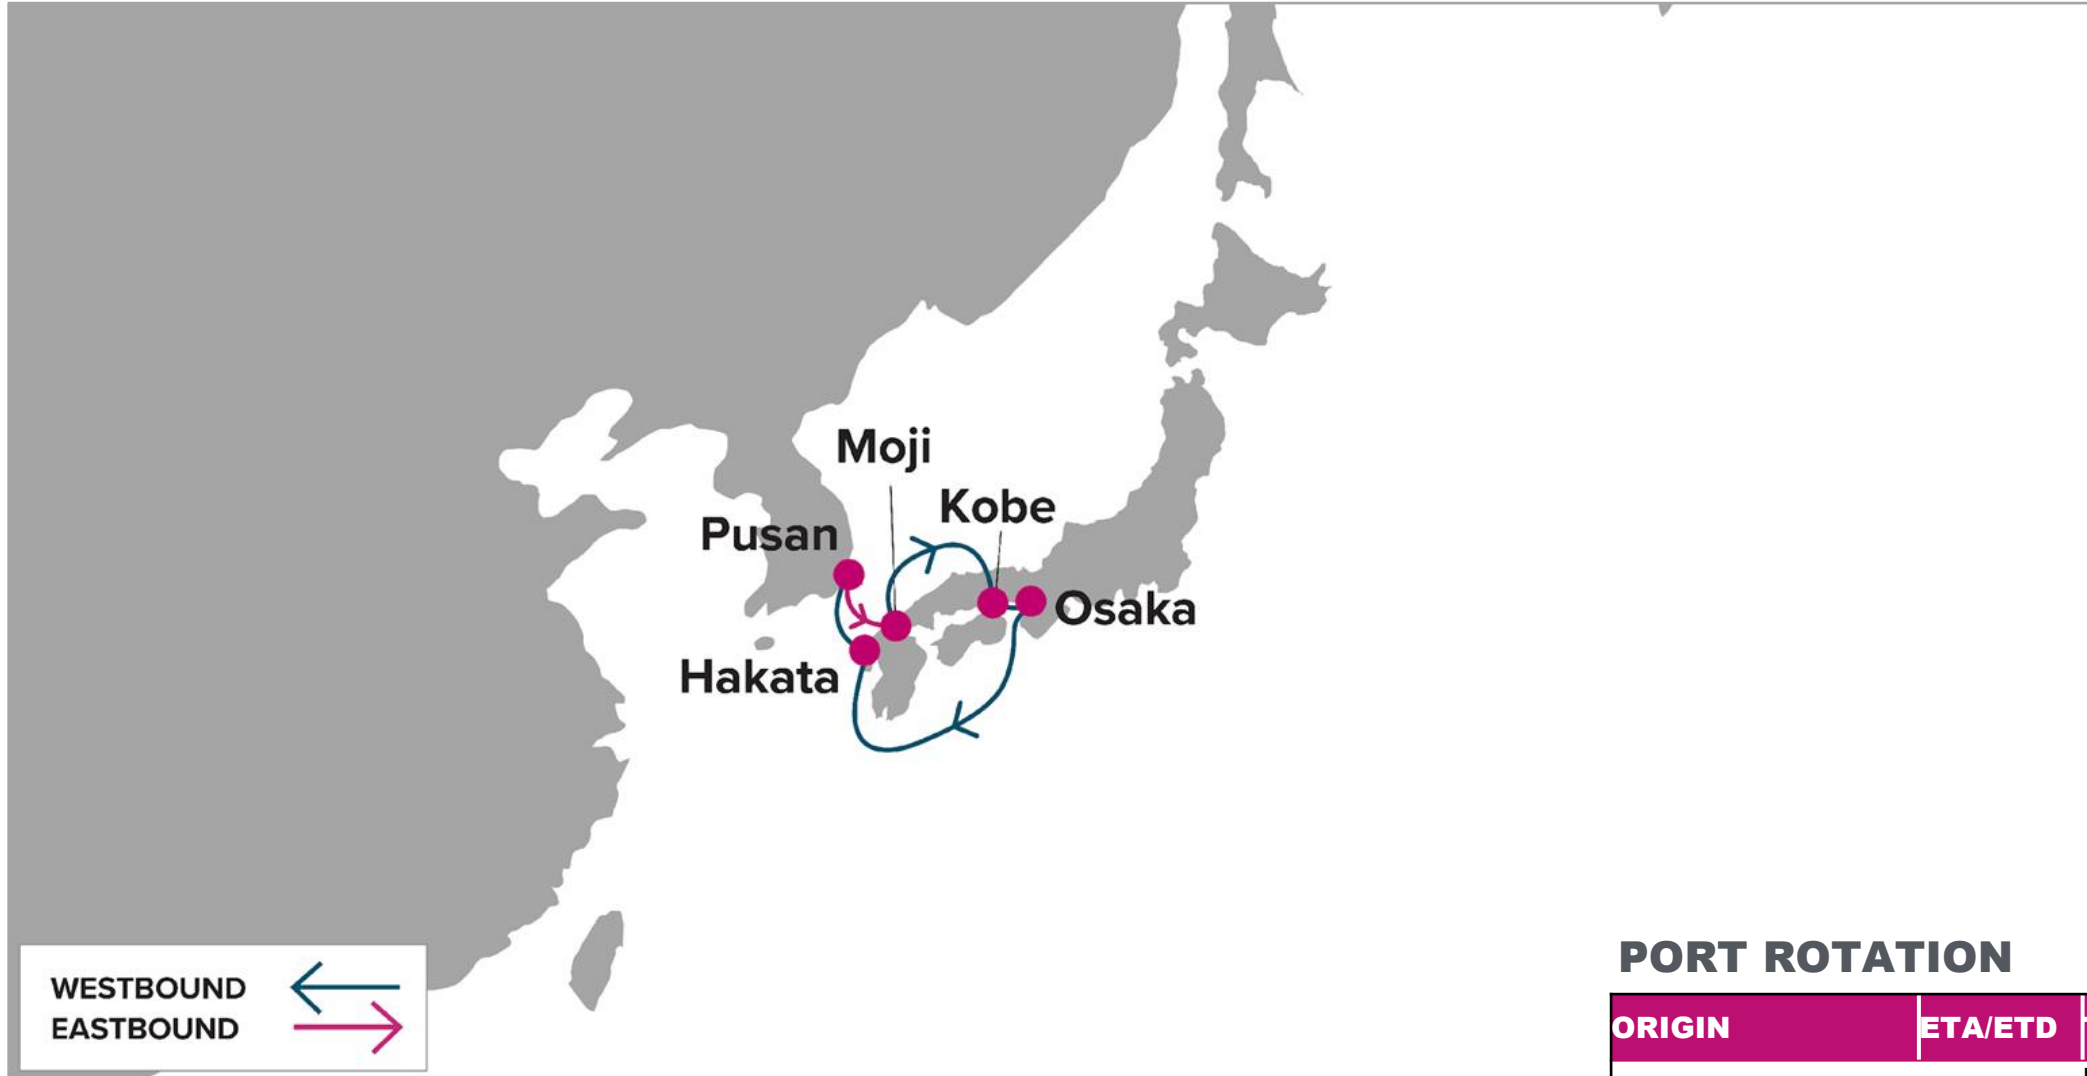 Moji
Kobe
Pusan
Osaka
Hakata
WESTBOUND
EASTBOUND
PORT ROTATION
ORIGIN ETA/ETD